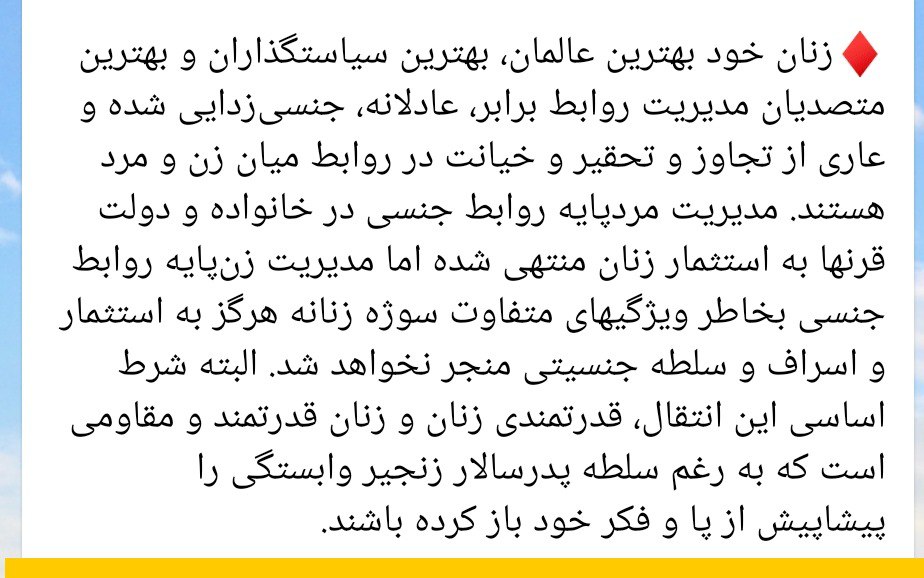 ♦️زنان خود بهترین عالمان، بهترین سیاستگذاران و بهترین
متصدیان مدیریت روابط برابر، عادلانه، جنسی‌زدایی شده و
عاری از تجاوز و تحقیر و خیانت در روابط میان زن و مرد
هستند. مدیریت مردپایه روابط جنسی در خانواده و دولت
قرنها به استثمار زنان منتهی شده اما مدیریت زن‌پایه روابط
جنسی بخاطر ویژگیهای متفاوت سوژه زنانه هرگز به استثمار
و اسراف و سلطه جنسیتی منجر نخواهد شد. البته شرط
اساسی این انتقال، قدرتمندی زنان و زنان قدرتمند و مقاومی
است که به رغم سلطه پدرسالار زنجیر وابستگی را
پیشاپیش از پا و فکر خود باز کرده باشند.